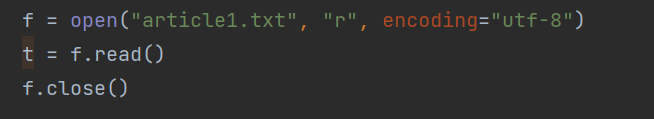 f = open("article1.txt", "r", encoding="utf-8")
t = f.read()
f.close()